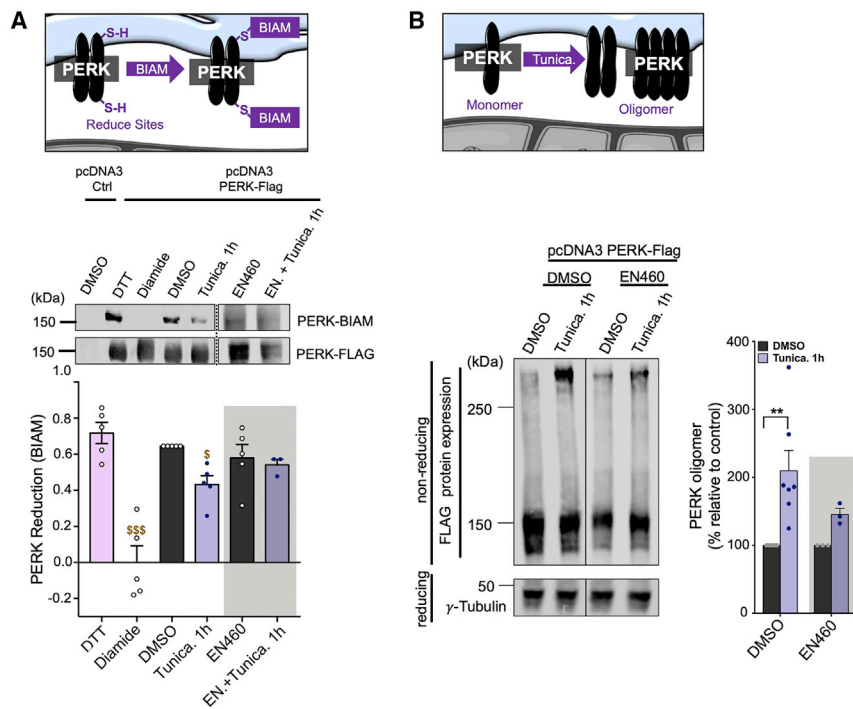 A
S-H
PERK
S-H
Reduce Sites
BIAM
S
BIAM
PERK
S
BIAM
pcDNA3
Ctrl
pcDNA3
PERK-Flag
DMSO
DTT
Diamide
DMSO
Tunica. 1h
EN460
EN. + Tunica. 1h
(kDa)
150
PERK-BIAM
150
PERK-FLAG
PERK Reduction (BIAM)
1.0
0.8
0.6
0.4
0.2
0.0
-0.2
$$$
$
DTT
Diamide
DMSO
Tunica. 1h
EN460
EN.+Tunica. 1h
B
PERK
Monomer
Tunica.
PERK
Oligomer
pcDNA3 PERK-Flag
DMSO
EN460
DMSO
Tunica. 1h
DMSO
Tunica. 1h
(kDa)
non-reducing
FLAG protein expression
250
150
reducing
50
γ-Tubulin
PERK oligomer
(% relative to control)
400
350
300
200
100
0
DMSO
Tunica. 1h
**
DMSO
EN460